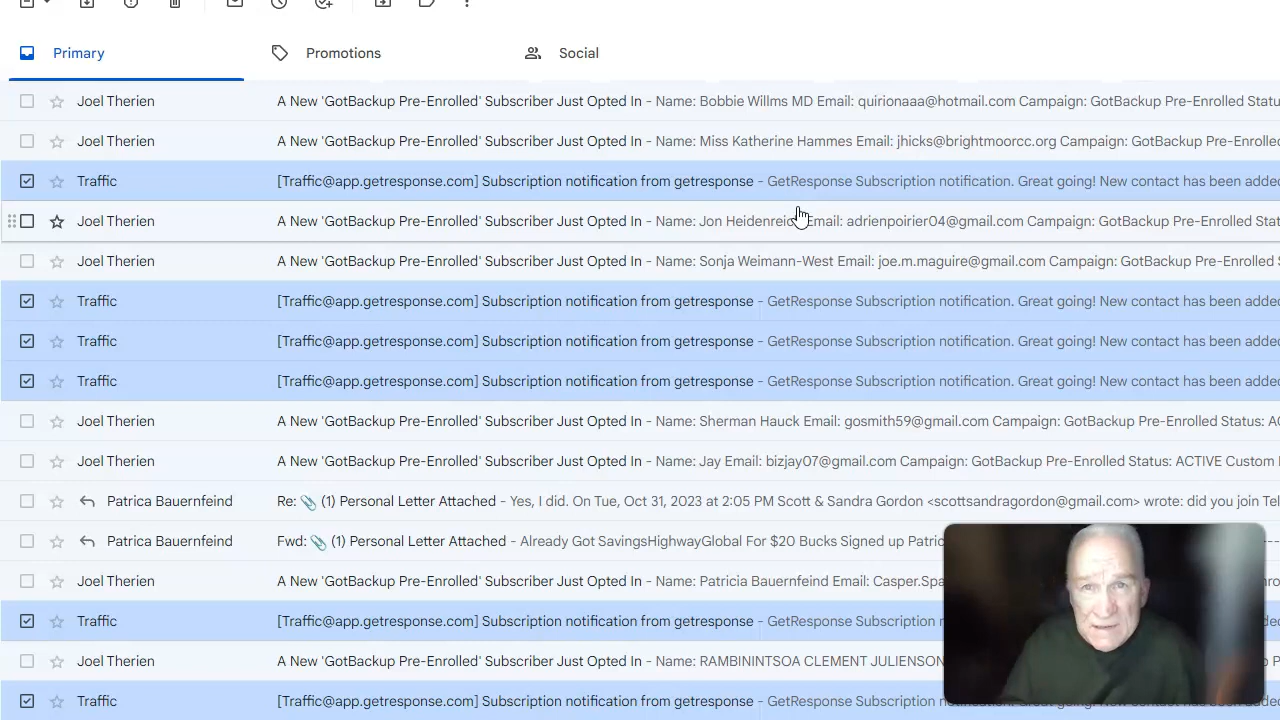 Primary Promotions Social
Joel Therien A New 'GotBackup Pre-Enrolled' Subscriber Just Opted In - Name: Bobbie Willms MD Email: quirionaaa@hotmail.com Campaign: GotBackup Pre-Enrolled Statu
Joel Therien A New 'GotBackup Pre-Enrolled' Subscriber Just Opted In - Name: Miss Katherine Hammes Email: jhicks@brightmoorcc.org Campaign: GotBackup Pre-Enrolled
Traffic [Traffic@app.getresponse.com] Subscription notification from getresponse - GetResponse Subscription notification. Great going! New contact has been added
Joel Therien A New 'GotBackup Pre-Enrolled' Subscriber Just Opted In - Name: Jon Heidenreic Email: adrienpoirier04@gmail.com Campaign: GotBackup Pre-Enrolled Stat
Joel Therien A New 'GotBackup Pre-Enrolled' Subscriber Just Opted In - Name: Sonja Weimann-West Email: joe.m.maguire@gmail.com Campaign: GotBackup Pre-Enrolled S
Traffic [Traffic@app.getresponse.com] Subscription notification from getresponse - GetResponse Subscription notification. Great going! New contact has been added
Traffic [Traffic@app.getresponse.com] Subscription notification from getresponse - GetResponse Subscription notification. Great going! New contact has been added
Traffic [Traffic@app.getresponse.com] Subscription notification from getresponse - GetResponse Subscription notification. Great going! New contact has been added
Joel Therien A New 'GotBackup Pre-Enrolled' Subscriber Just Opted In - Name: Sherman Hauck Email: gosmith59@gmail.com Campaign: GotBackup Pre-Enrolled Status: AC
Joel Therien A New 'GotBackup Pre-Enrolled' Subscriber Just Opted In - Name: Jay Email: bizjay07@gmail.com Campaign: GotBackup Pre-Enrolled Status: ACTIVE Custom
Patrica Bauernfeind Re: (1) Personal Letter Attached - Yes, I did. On Tue, Oct 31, 2023 at 2:05 PM Scott & Sandra Gordon <scottsandragordon@gmail.com> wrote: did you join Tel
Patrica Bauernfeind Fwd: (1) Personal Letter Attached - Already Got SavingsHighwayGlobal For $20 Bucks Signed up Patric
Joel Therien A New 'GotBackup Pre-Enrolled' Subscriber Just Opted In - Name: Patricia Bauernfeind Email: Casper.Spa
Traffic [Traffic@app.getresponse.com] Subscription notification from getresponse - GetResponse Subscription n
Joel Therien A New 'GotBackup Pre-Enrolled' Subscriber Just Opted In - Name: RAMBININTSOA CLEMENT JULIENSON
Traffic [Traffic@app.getresponse.com] Subscription notification from getresponse - GetResponse Subscription